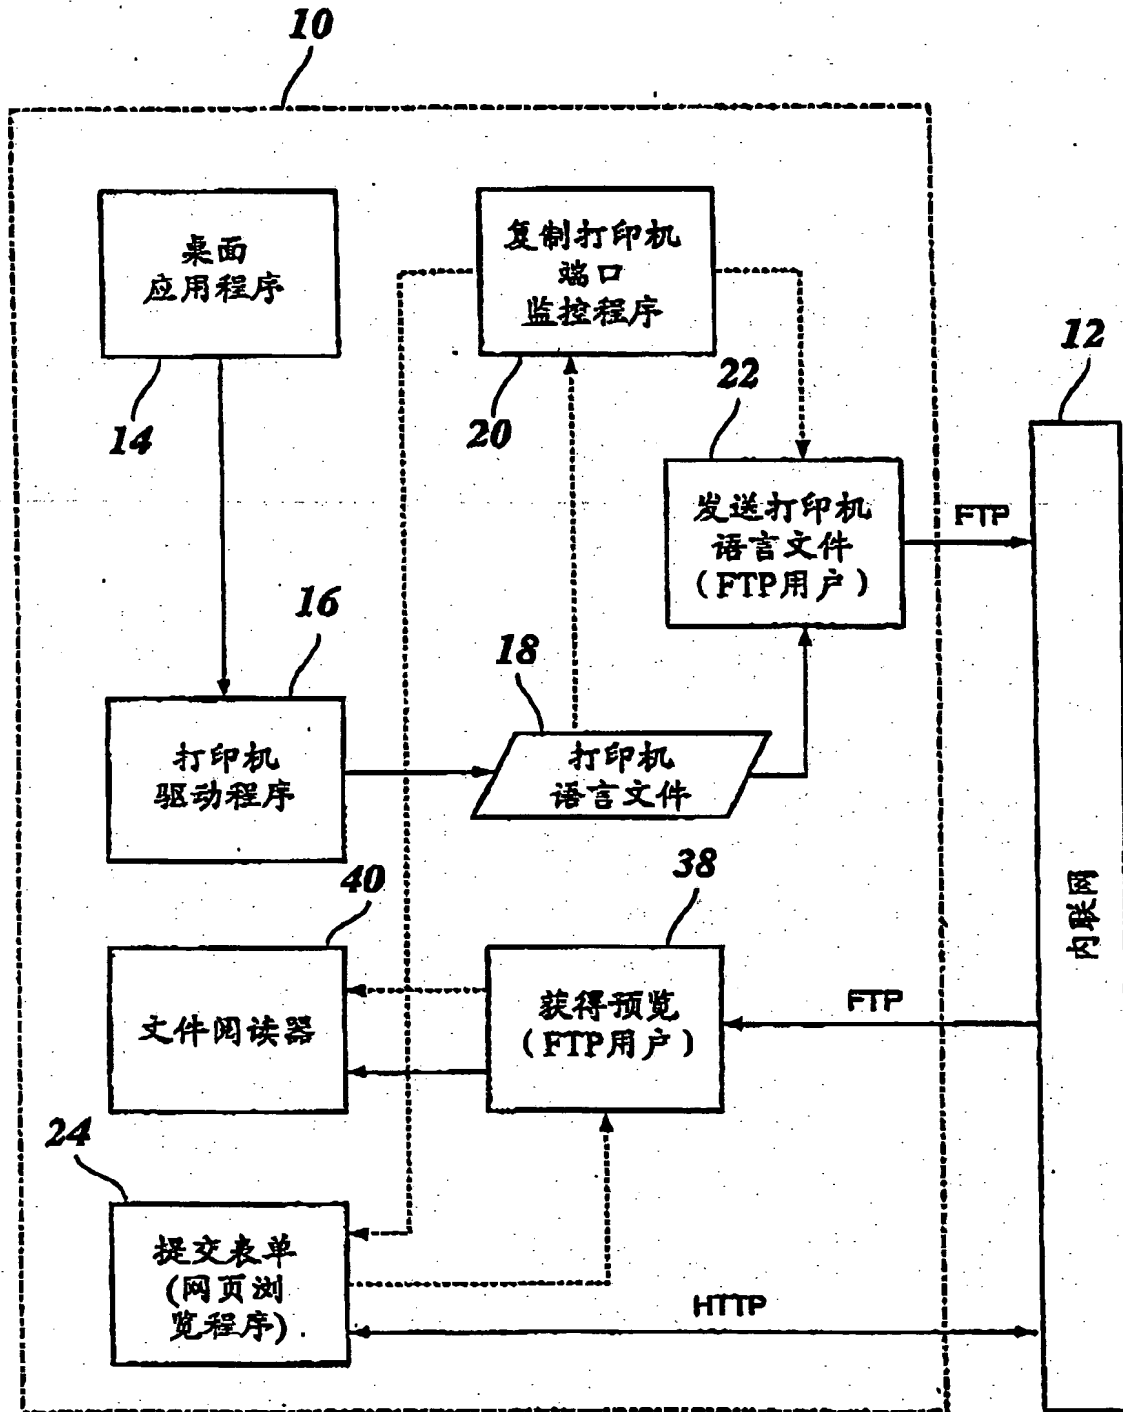 10
桌面
应用程序
14
复制打印机
端口
监控程序
20
22
12
发送打印机
语言文件
(FTP用户)
FTP
16
18
打印机
驱动程序
打印机
语言文件
内联网
40
38
文件阅读器
获得预览
(FTP用户)
FTP
24
提交表单
(网页浏
览程序)
HTTP